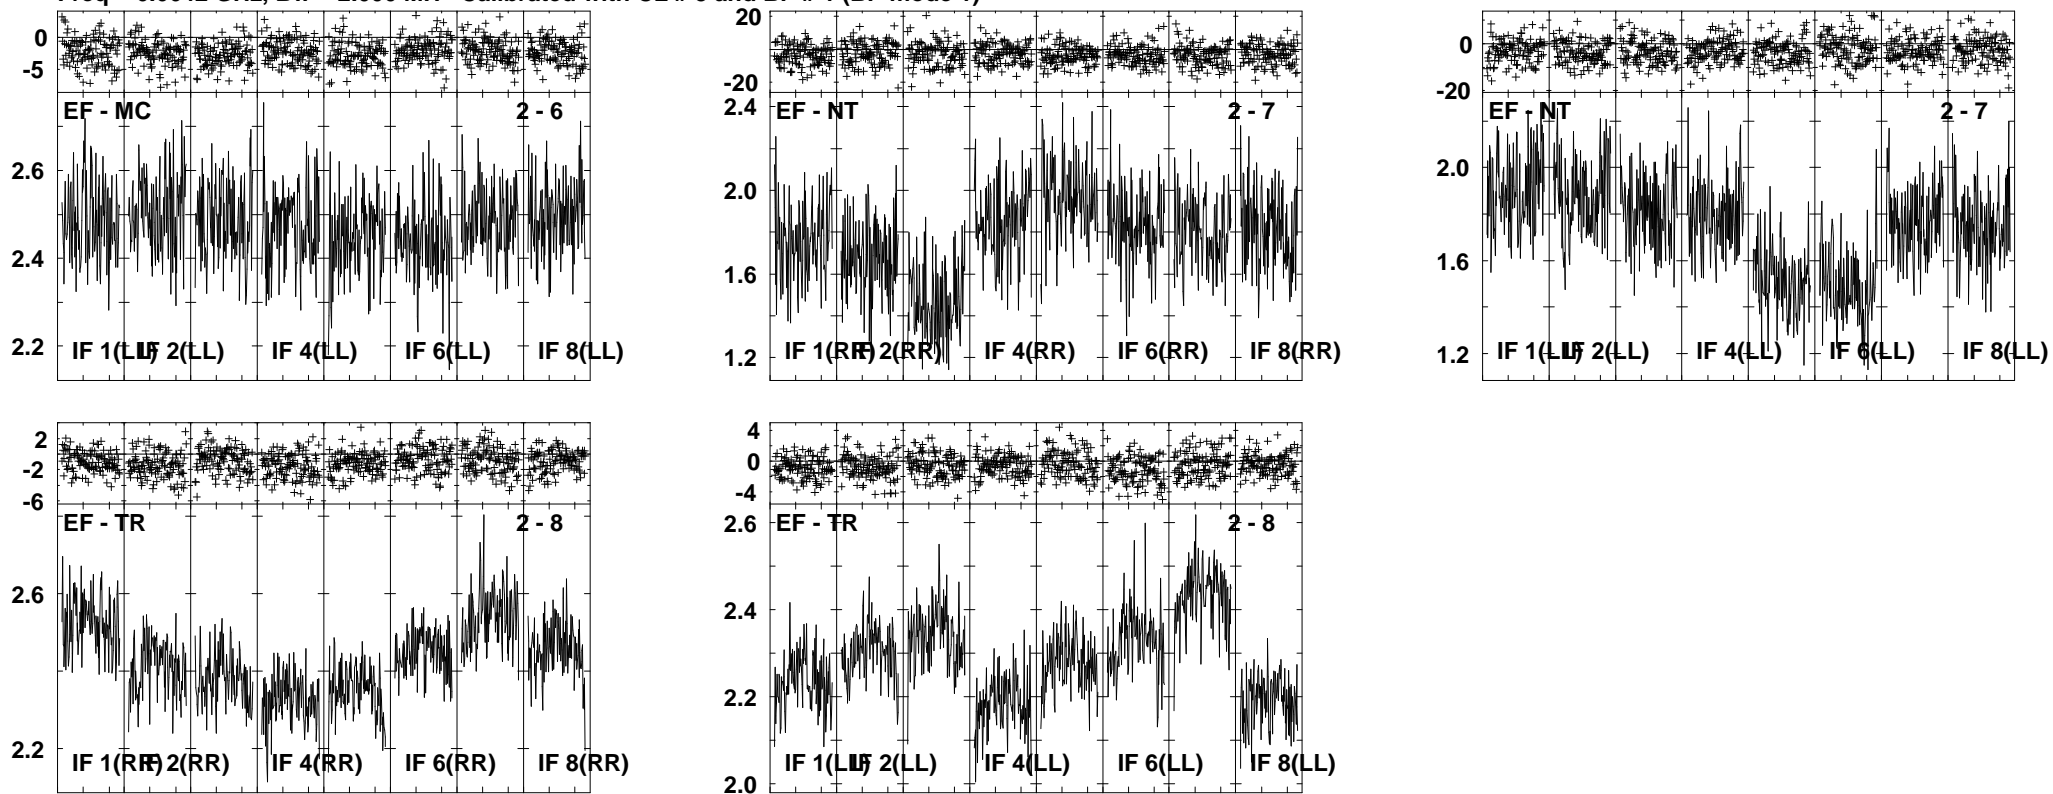 0
-5
EF - MC
2 - 6
2.6
2.4
2.2
IF 1(LL)
IF 2(LL)
IF 4(LL)
IF 6(LL)
IF 8(LL)
20
-20
2.4
EF - NT
2 - 7
2.0
1.6
1.2
IF 1(RR)
IF 2(RR)
IF 4(RR)
IF 6(RR)
IF 8(RR)
0
-20
EF - NT
2 - 7
2.0
1.6
1.2
IF 1(LL)
IF 2(LL)
IF 4(LL)
IF 6(LL)
IF 8(LL)
2
-2
-6
EF - TR
2 - 8
2.6
2.2
IF 1(RR)
IF 2(RR)
IF 4(RR)
IF 6(RR)
IF 8(RR)
4
0
-4
2.6
EF - TR
2 - 8
2.4
2.2
2.0
IF 1(LL)
IF 2(LL)
IF 4(LL)
IF 6(LL)
IF 8(LL)